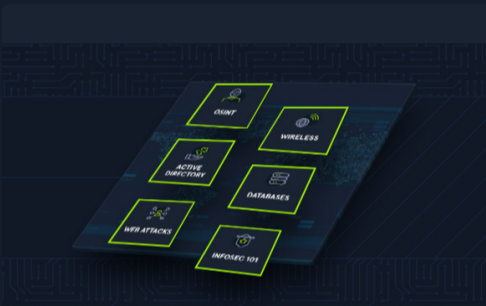 OSINT
WIRELESS
ACTIVE
DIRECTORY
DATABASES
WEB ATTACKS
INFOSEC 101